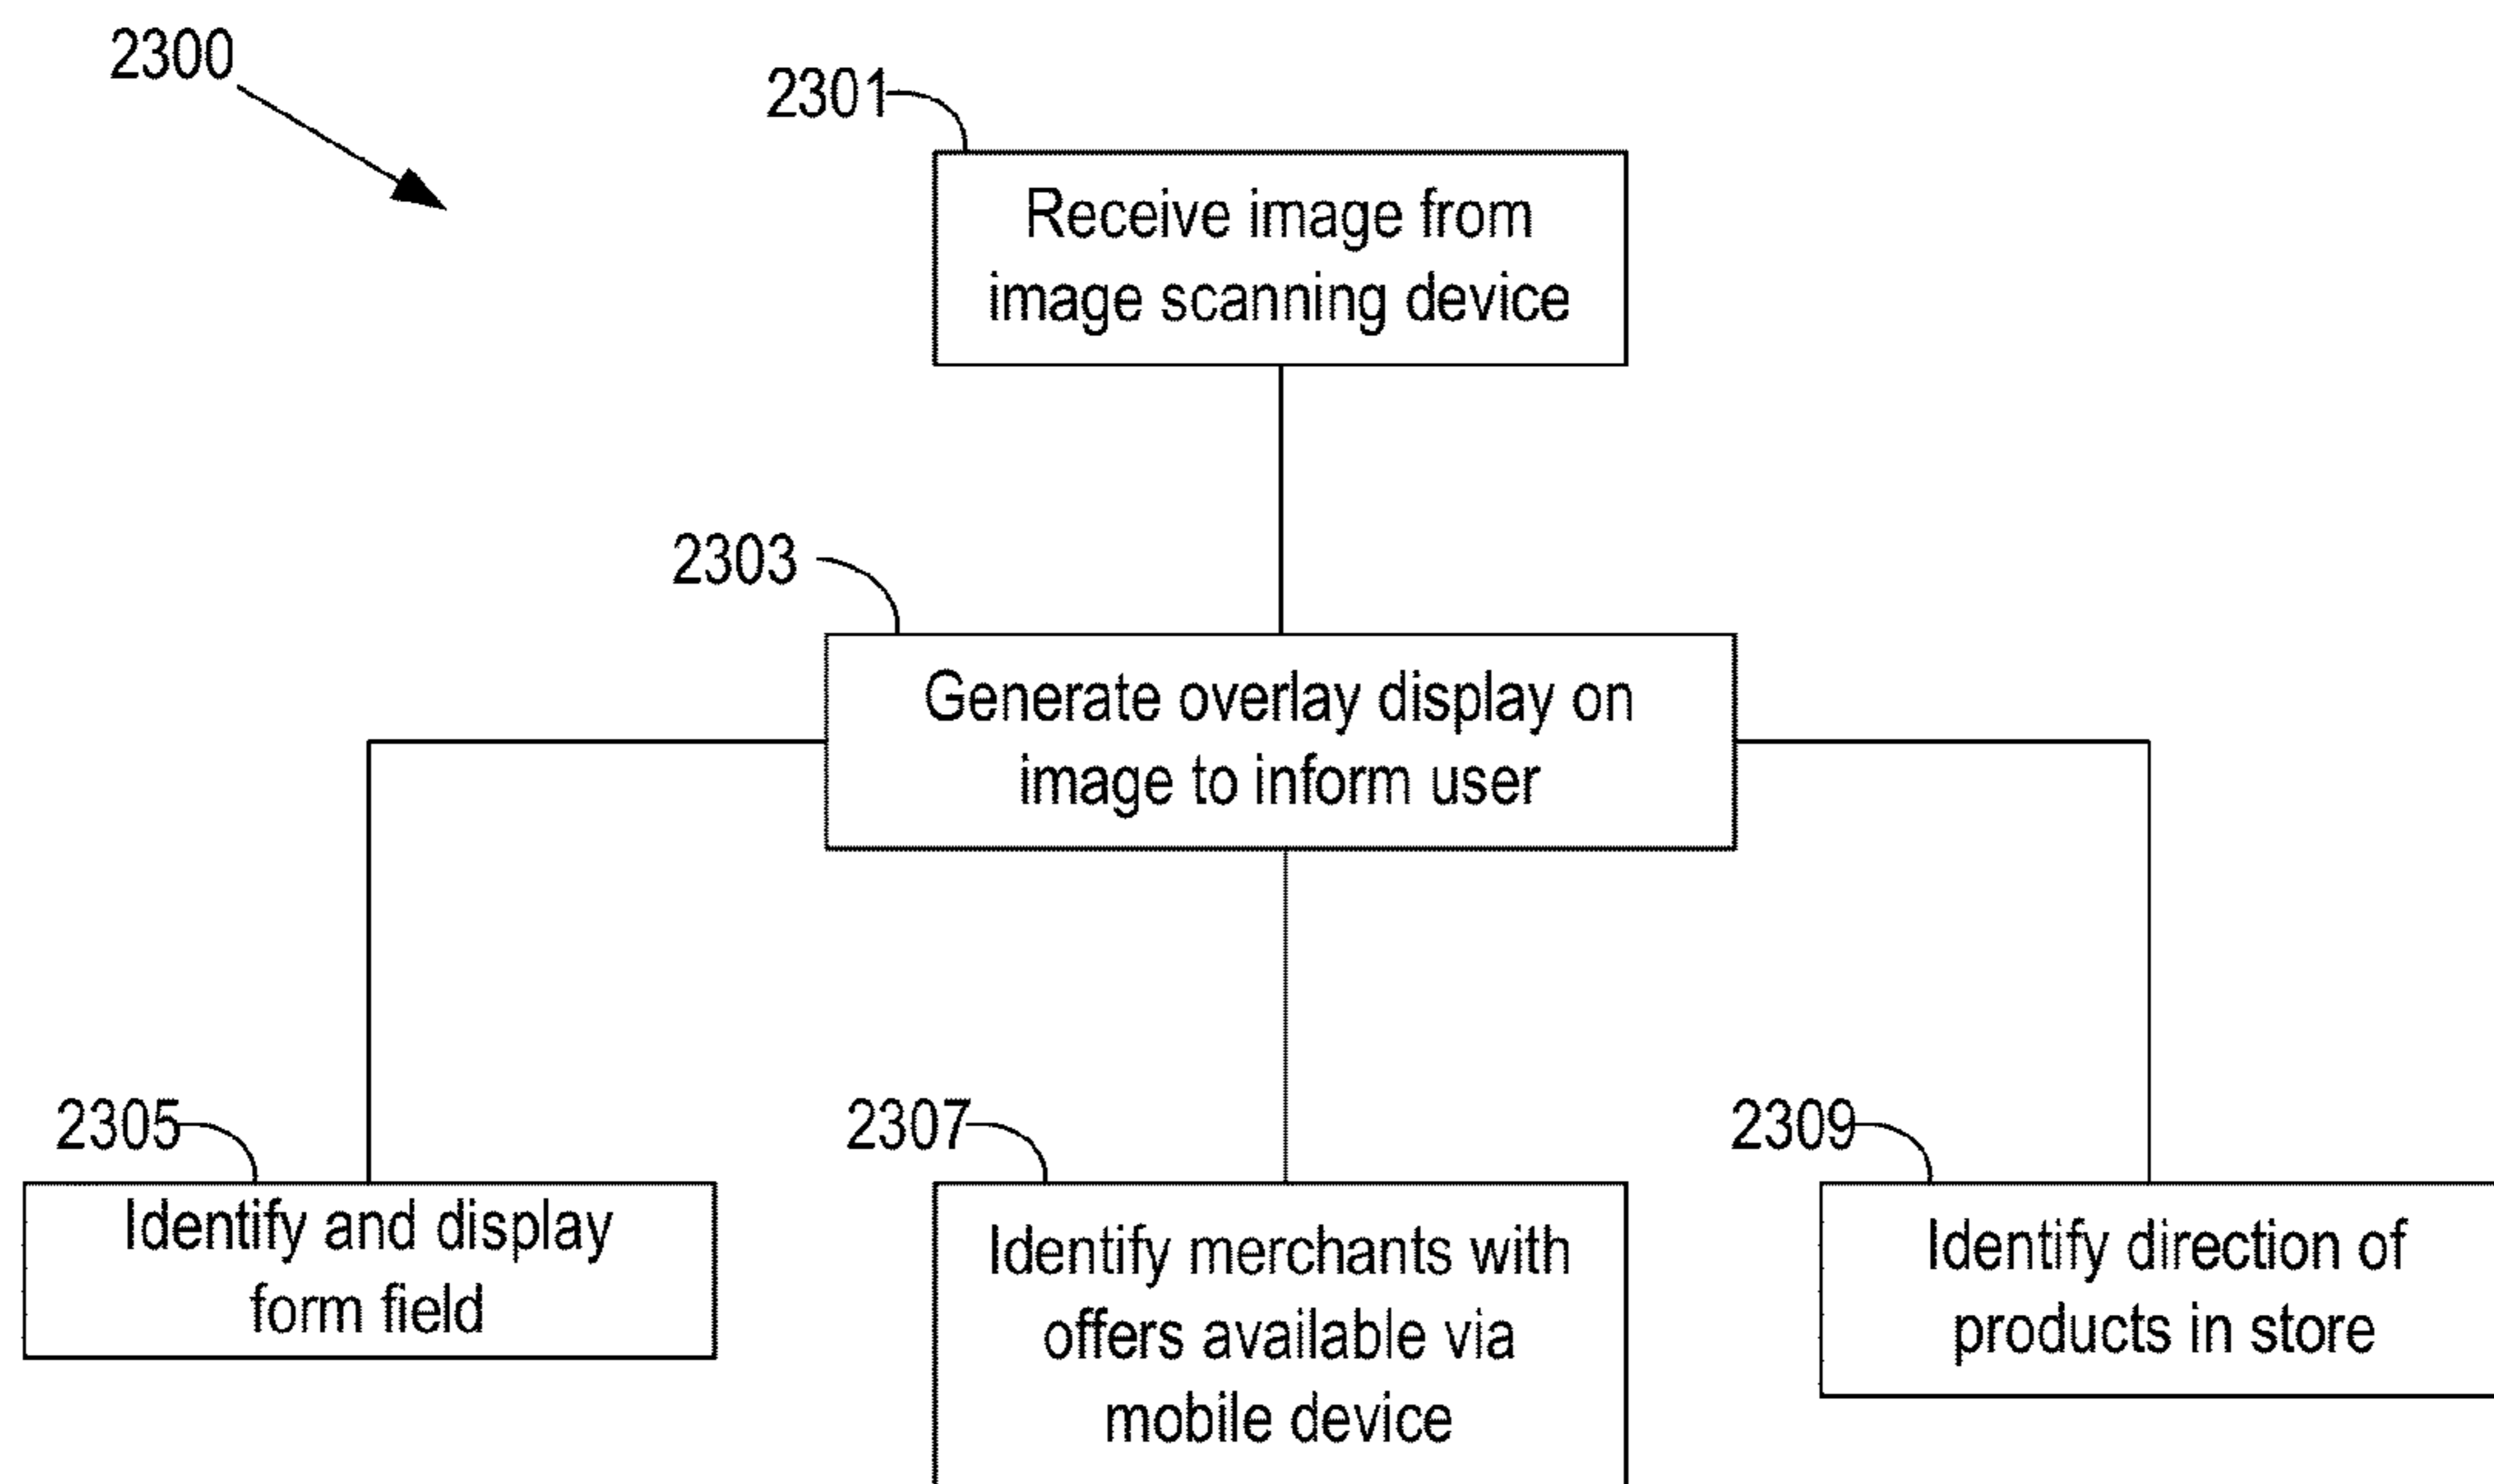 2300
2301
Receive image from
image scanning device
2303
Generate overlay display on
image to inform user
2305
Identify and display
form field
2307
Identify merchants with
offers available via
mobile device
2309
Identify direction of
products in store